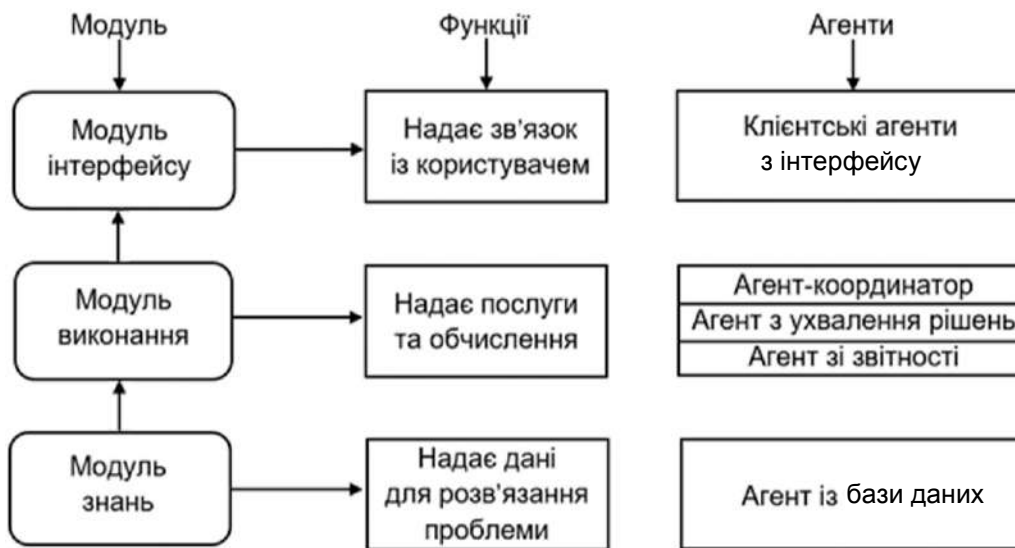 Модуль
Функції
Агенти
Модуль
інтерфейсу
Надає зв'язок
із користувачем
Клієнтські агенти
з інтерфейсу
Модуль
виконання
Надає послуги
та обчислення
Агент-координатор
Агент з ухвалення рішень
Агент зі звітності
Модуль
знань
Надає дані
для розв'язання
проблеми
Агент із бази даних